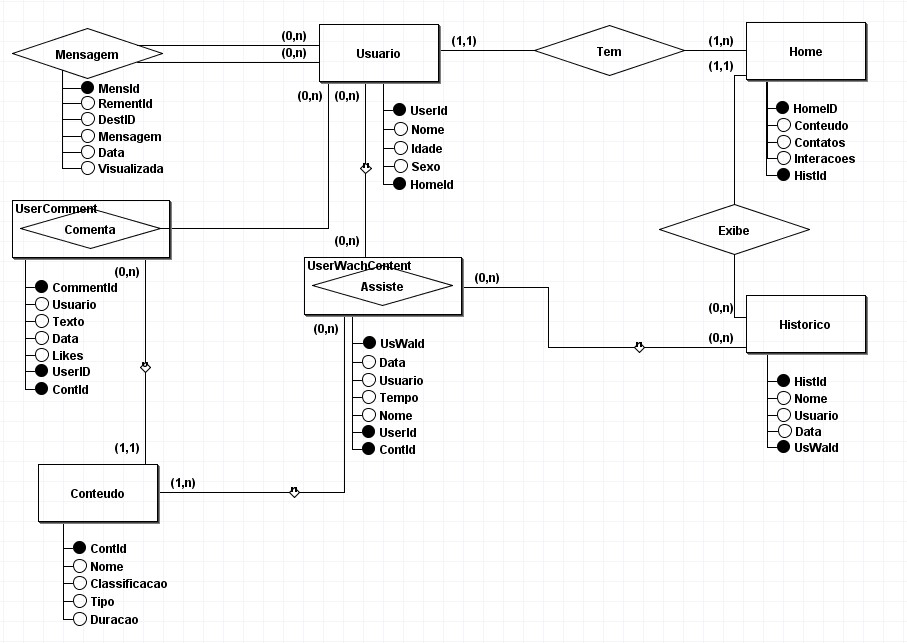 Mensagem
(0,n)
(0,n)
Usuario
(1,1)
Tem
(1,n)
Home
(1,1)
MensId
RementId
DestID
Mensagem
Data
Visualizada
(0,n)
(0,n)
UserId
Nome
Idade
Sexo
HomeId
HomeID
Conteudo
Contatos
Interacoes
HistId
UserComment
Comenta
(0,n)
Exibe
(0,n)
UserWachContent
Assiste
(0,n)
CommentId
Usuario
Texto
Data
Likes
UserID
ContId
(0,n)
UsWaId
Data
Usuario
Tempo
Nome
UserId
ContId
(0,n)
(0,n)
Historico
HistId
Nome
Usuario
Data
UsWaId
(1,1)
Conteudo
(1,n)
ContId
Nome
Classificacao
Tipo
Duracao